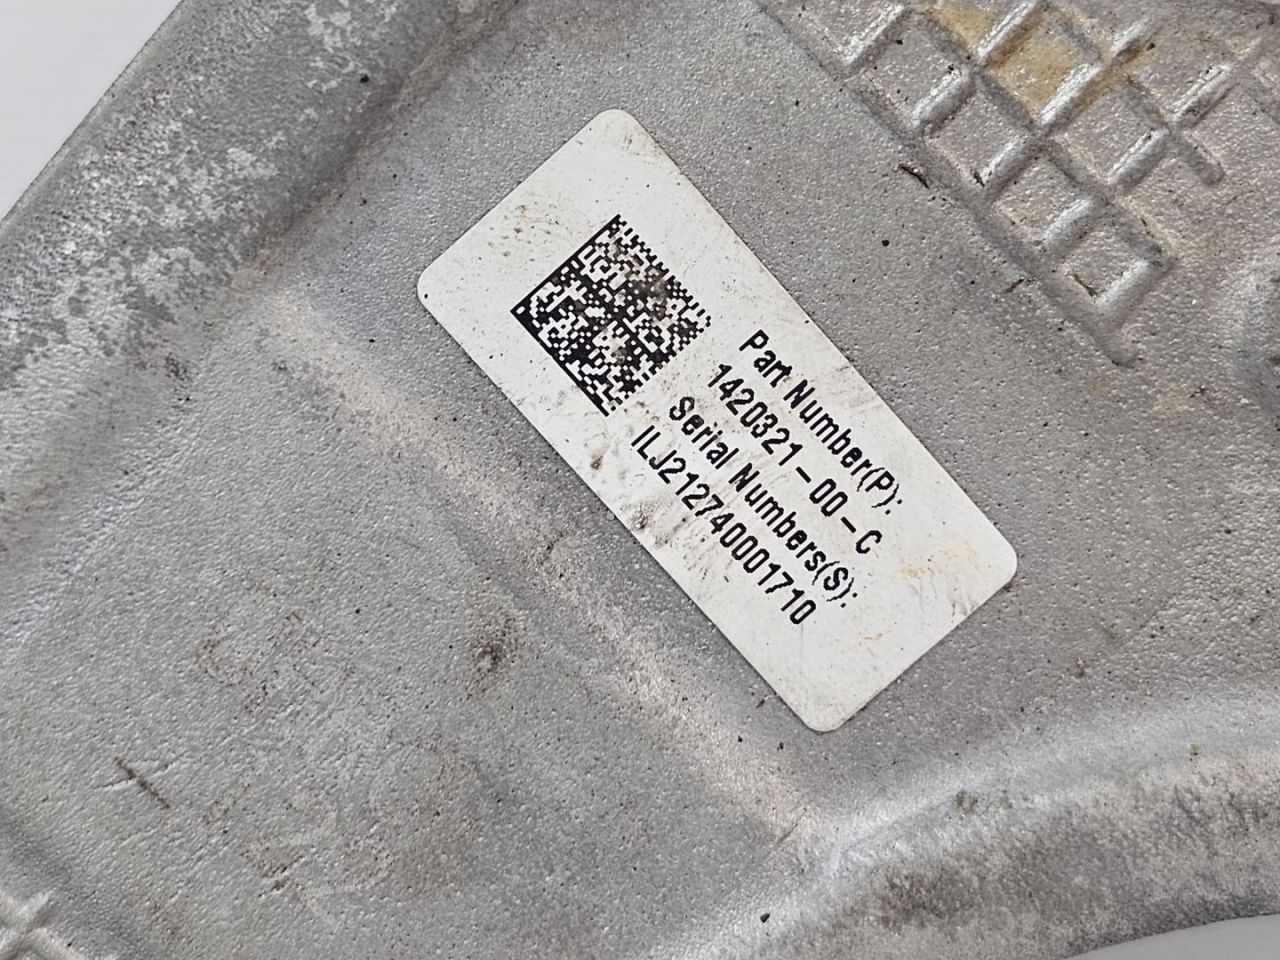 Part Number(P):
1420321-00-C
Serial Numbers(S):
ILJ212740001710